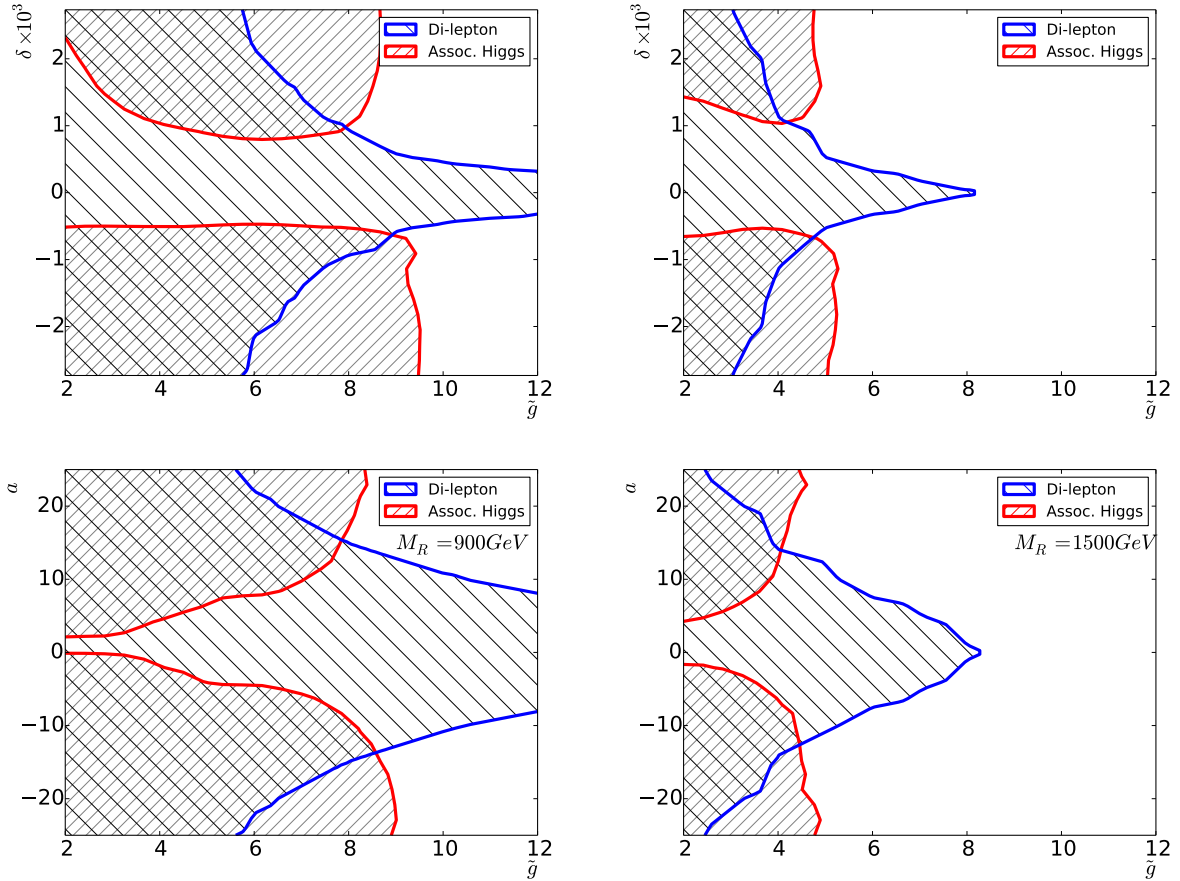 δ ×10³
2
1
0
−1
−2
2 4 6 8 10 12
g̃
Di-lepton
Assoc. Higgs
δ ×10³
2
1
0
−1
−2
2 4 6 8 10 12
g̃
Di-lepton
Assoc. Higgs
a
20
10
0
−10
−20
2 4 6 8 10 12
g̃
Di-lepton
Assoc. Higgs
M_R =900GeV
a
20
10
0
−10
−20
2 4 6 8 10 12
g̃
Di-lepton
Assoc. Higgs
M_R =1500GeV